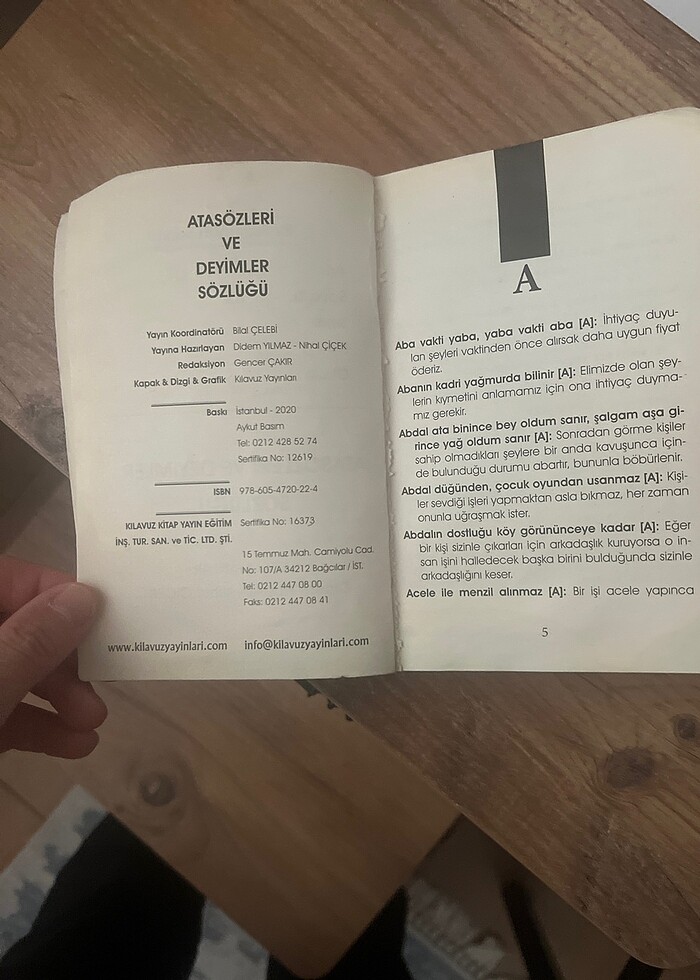 ATASÖZLERİ
VE
DEYİMLER
SÖZLÜĞÜ
Yayın Koordinatörü Bilal ÇELEBİ
Yayına Hazırlayan Didem YILMAZ - Nihal ÇİÇEK
Redaksiyon Gencer ÇAKIR
Kapak & Dizgi & Grafik Kılavuz Yayınları
Baskı İstanbul - 2020
Aykut Basım
Tel: 0212 428 52 74
Sertifika No: 12619
ISBN 978-605-4720-22-4
KILAVUZ KİTAP YAYIN EĞİTİM Sertifika No: 16373
İNŞ. TUR. SAN. ve TİC. LTD. ŞTİ.
15 Temmuz Mah. Camiyolu Cad.
No: 107/A 34212 Bağcılar / İST.
Tel: 0212 447 08 00
Faks: 0212 447 08 41
www.kilavuzyayinlari.com info@kilavuzyayinlari.com
A
Aba vakti yaba, yaba vakti aba [A]: İhtiyaç duyu-
lan şeyleri vaktinden önce alırsak daha uygun fiyat
öderiz.
Abanın kadri yağmurda bilinir [A]: Elimizde olan şey-
lerin kıymetini anlamamız için ona ihtiyaç duyma-
mız gerekir.
Abdal ata binince bey oldum sanır, şalgam aşa gi-
rince yağ oldum sanır [A]: Sonradan görme kişiler
sahip olmadıkları şeylere bir anda kavuşunca için-
de bulunduğu durumu abartır, bununla böbürlenir.
Abdal düğünden, çocuk oyundan usanmaz [A]: Kişi-
ler sevdiği işleri yapmaktan asla bıkmaz, her zaman
onunla uğraşmak ister.
Abdalın dostluğu köy görününceye kadar [A]: Eğer
bir kişi sizinle çıkarları için arkadaşlık kuruyorsa o in-
san işini halledecek başka birini bulduğunda sizinle
arkadaşlığını keser.
Acele ile menzil alınmaz [A]: Bir işi acele yapınca
5